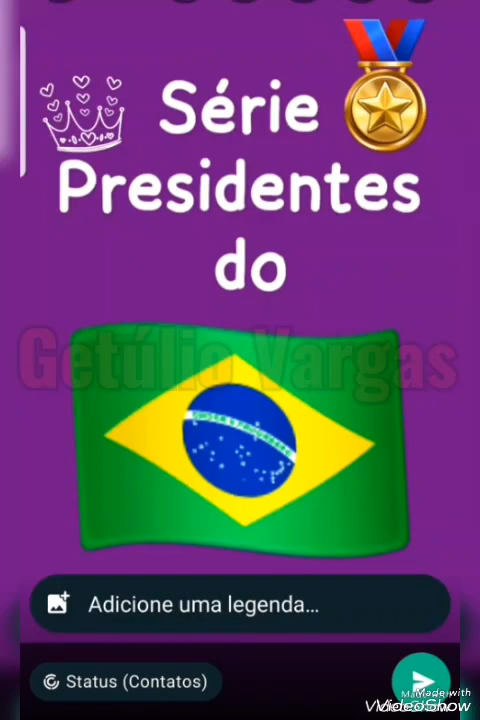 Série
Presidentes
do
Getúlio Vargas
Adicione uma legenda...
Status (Contatos)
Made with
VideoShow